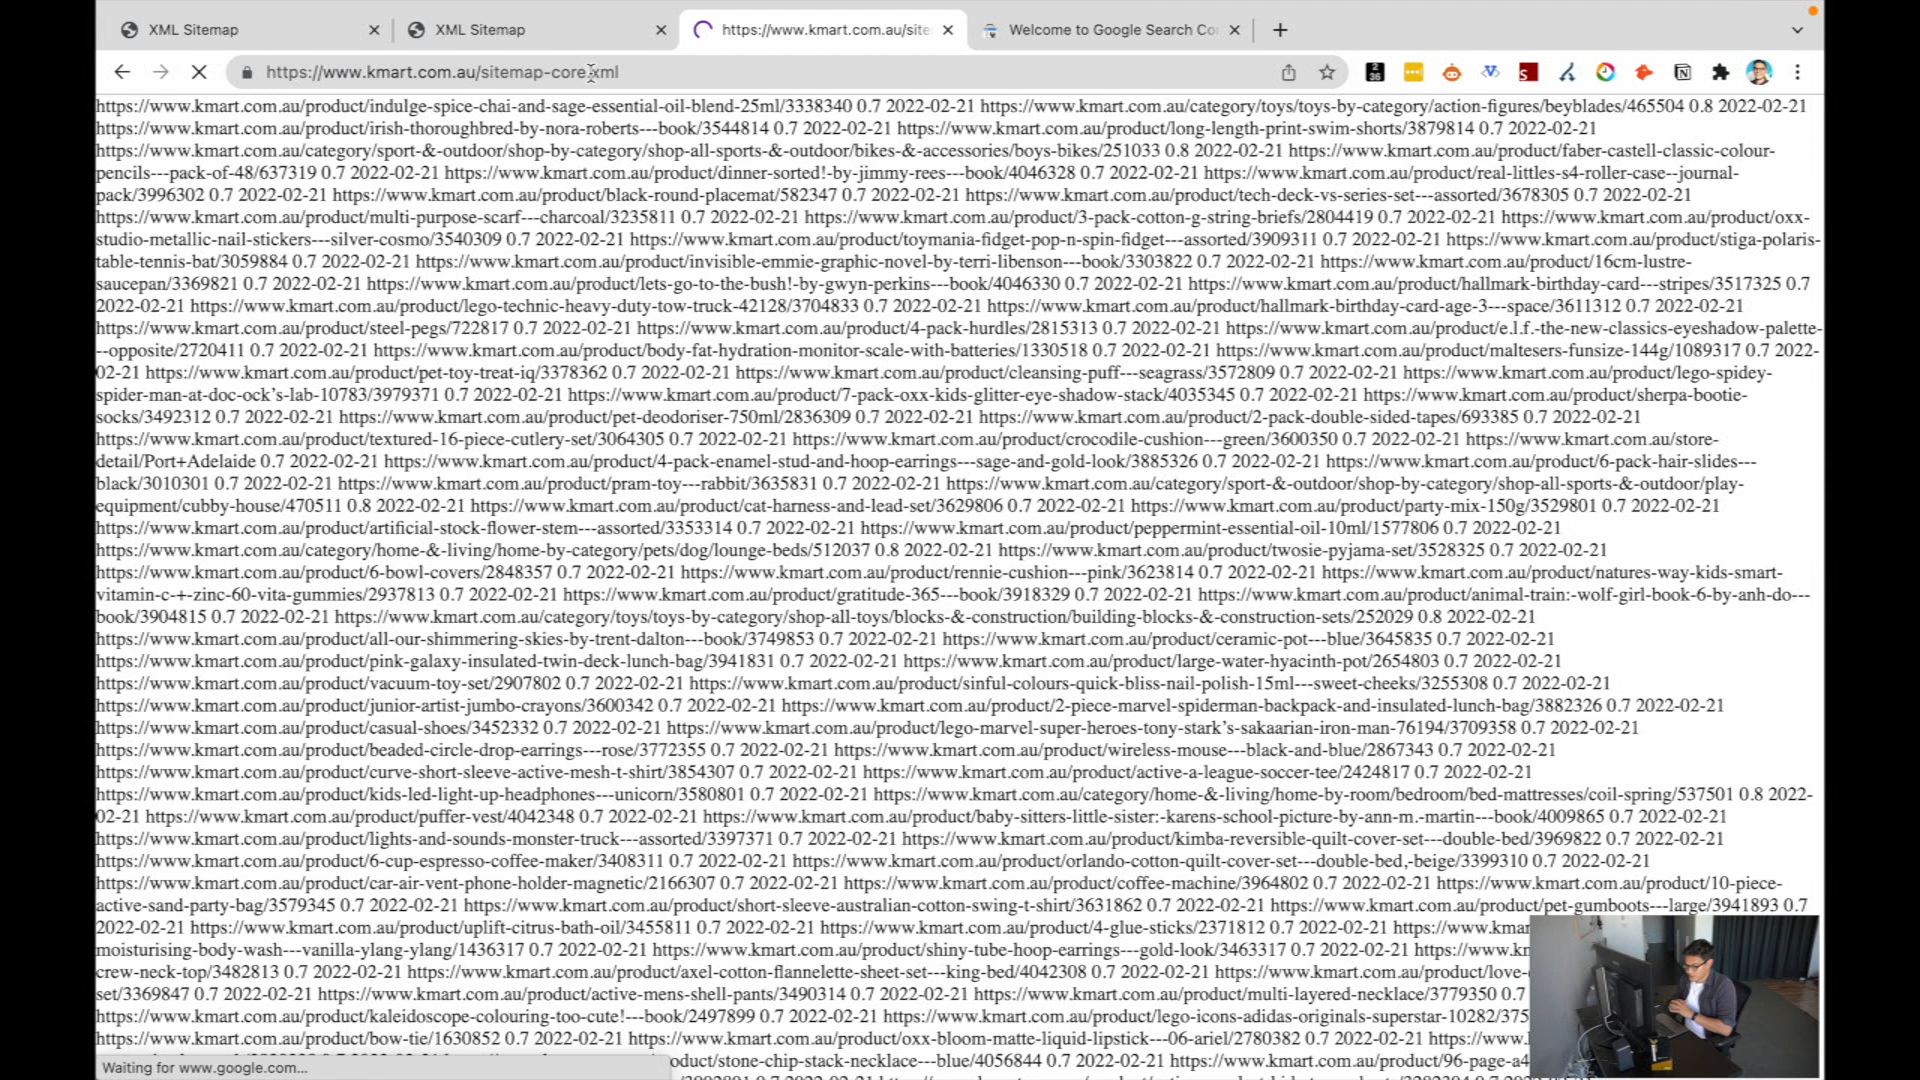 XML Sitemap
XML Sitemap
https://www.kmart.com.au/site
Welcome to Google Search Co
https://www.kmart.com.au/sitemap-core.xml
https://www.kmart.com.au/product/indulge-spice-chai-and-sage-essential-oil-blend-25ml/3338340 0.7 2022-02-21 https://www.kmart.com.au/category/toys/toys-by-category/action-figures/beyblades/465504 0.8 2022-02-21
https://www.kmart.com.au/product/irish-thoroughbred-by-nora-roberts---book/3544814 0.7 2022-02-21 https://www.kmart.com.au/product/long-length-print-swim-shorts/3879814 0.7 2022-02-21
https://www.kmart.com.au/category/sport-&-outdoor/shop-by-category/shop-all-sports-&-outdoor/bikes-&-accessories/boys-bikes/251033 0.8 2022-02-21 https://www.kmart.com.au/product/faber-castell-classic-colour-
pencils---pack-of-48/637319 0.7 2022-02-21 https://www.kmart.com.au/product/dinner-sorted!-by-jimmy-rees---book/4046328 0.7 2022-02-21 https://www.kmart.com.au/product/real-littles-s4-roller-case--journal-
pack/3996302 0.7 2022-02-21 https://www.kmart.com.au/product/black-round-placemat/582347 0.7 2022-02-21 https://www.kmart.com.au/product/tech-deck-vs-series-set---assorted/3678305 0.7 2022-02-21
https://www.kmart.com.au/product/multi-purpose-scarf---charcoal/3235811 0.7 2022-02-21 https://www.kmart.com.au/product/3-pack-cotton-g-string-briefs/2804419 0.7 2022-02-21 https://www.kmart.com.au/product/oxx-
studio-metallic-nail-stickers---silver-cosmo/3540309 0.7 2022-02-21 https://www.kmart.com.au/product/toymania-fidget-pop-n-spin-fidget---assorted/3909311 0.7 2022-02-21 https://www.kmart.com.au/product/stiga-polaris-
table-tennis-bat/3059884 0.7 2022-02-21 https://www.kmart.com.au/product/invisible-emmie-graphic-novel-by-terri-libenson---book/3303822 0.7 2022-02-21 https://www.kmart.com.au/product/16cm-lustre-
saucepan/3369821 0.7 2022-02-21 https://www.kmart.com.au/product/lets-go-to-the-bush!-by-gwyn-perkins---book/4046330 0.7 2022-02-21 https://www.kmart.com.au/product/hallmark-birthday-card---stripes/3517325 0.7
2022-02-21 https://www.kmart.com.au/product/lego-technic-heavy-duty-tow-truck-42128/3704833 0.7 2022-02-21 https://www.kmart.com.au/product/hallmark-birthday-card-age-3---space/3611312 0.7 2022-02-21
https://www.kmart.com.au/product/steel-pegs/722817 0.7 2022-02-21 https://www.kmart.com.au/product/4-pack-hurdles/2815313 0.7 2022-02-21 https://www.kmart.com.au/product/e.l.f.-the-new-classics-eyeshadow-palette-
--opposite/2720411 0.7 2022-02-21 https://www.kmart.com.au/product/body-fat-hydration-monitor-scale-with-batteries/1330518 0.7 2022-02-21 https://www.kmart.com.au/product/maltesers-funsize-144g/1089317 0.7 2022-
02-21 https://www.kmart.com.au/product/pet-toy-treat-iq/3378362 0.7 2022-02-21 https://www.kmart.com.au/product/cleansing-puff---seagrass/3572809 0.7 2022-02-21 https://www.kmart.com.au/product/lego-spidey-
spider-man-at-doc-ock’s-lab-10783/3979371 0.7 2022-02-21 https://www.kmart.com.au/product/7-pack-oxx-kids-glitter-eye-shadow-stack/4035345 0.7 2022-02-21 https://www.kmart.com.au/product/sherpa-bootie-
socks/3492312 0.7 2022-02-21 https://www.kmart.com.au/product/pet-deodoriser-750ml/2836309 0.7 2022-02-21 https://www.kmart.com.au/product/2-pack-double-sided-tapes/693385 0.7 2022-02-21
https://www.kmart.com.au/product/textured-16-piece-cutlery-set/3064305 0.7 2022-02-21 https://www.kmart.com.au/product/crocodile-cushion---green/3600350 0.7 2022-02-21 https://www.kmart.com.au/store-
detail/Port+Adelaide 0.7 2022-02-21 https://www.kmart.com.au/product/4-pack-enamel-stud-and-hoop-earrings---sage-and-gold-look/3885326 0.7 2022-02-21 https://www.kmart.com.au/product/6-pack-hair-slides---
black/3010301 0.7 2022-02-21 https://www.kmart.com.au/product/pram-toy---rabbit/3635831 0.7 2022-02-21 https://www.kmart.com.au/category/sport-&-outdoor/shop-by-category/shop-all-sports-&-outdoor/play-
equipment/cubby-house/470511 0.8 2022-02-21 https://www.kmart.com.au/product/cat-harness-and-lead-set/3629806 0.7 2022-02-21 https://www.kmart.com.au/product/party-mix-150g/3529801 0.7 2022-02-21
https://www.kmart.com.au/product/artificial-stock-flower-stem---assorted/3353314 0.7 2022-02-21 https://www.kmart.com.au/product/peppermint-essential-oil-10ml/1577806 0.7 2022-02-21
https://www.kmart.com.au/category/home-&-living/home-by-category/pets/dog/lounge-beds/512037 0.8 2022-02-21 https://www.kmart.com.au/product/twosie-pyjama-set/3528325 0.7 2022-02-21
https://www.kmart.com.au/product/6-bowl-covers/2848357 0.7 2022-02-21 https://www.kmart.com.au/product/rennie-cushion---pink/3623814 0.7 2022-02-21 https://www.kmart.com.au/product/natures-way-kids-smart-
vitamin-c-+-zinc-60-vita-gummies/2937813 0.7 2022-02-21 https://www.kmart.com.au/product/gratitude-365---book/3918329 0.7 2022-02-21 https://www.kmart.com.au/product/animal-train:-wolf-girl-book-6-by-anh-do---
book/3904815 0.7 2022-02-21 https://www.kmart.com.au/category/toys/toys-by-category/shop-all-toys/blocks-&-construction/building-blocks-&-construction-sets/252029 0.8 2022-02-21
https://www.kmart.com.au/product/all-our-shimmering-skies-by-trent-dalton---book/3749853 0.7 2022-02-21 https://www.kmart.com.au/product/ceramic-pot---blue/3645835 0.7 2022-02-21
https://www.kmart.com.au/product/pink-galaxy-insulated-twin-deck-lunch-bag/3941831 0.7 2022-02-21 https://www.kmart.com.au/product/large-water-hyacinth-pot/2654803 0.7 2022-02-21
https://www.kmart.com.au/product/vacuum-toy-set/2907802 0.7 2022-02-21 https://www.kmart.com.au/product/sinful-colours-quick-bliss-nail-polish-15ml---sweet-cheeks/3255308 0.7 2022-02-21
https://www.kmart.com.au/product/junior-artist-jumbo-crayons/3600342 0.7 2022-02-21 https://www.kmart.com.au/product/2-piece-marvel-spiderman-backpack-and-insulated-lunch-bag/3882326 0.7 2022-02-21
https://www.kmart.com.au/product/casual-shoes/3452332 0.7 2022-02-21 https://www.kmart.com.au/product/lego-marvel-super-heroes-tony-stark’s-sakaarian-iron-man-76194/3709358 0.7 2022-02-21
https://www.kmart.com.au/product/beaded-circle-drop-earrings---rose/3772355 0.7 2022-02-21 https://www.kmart.com.au/product/wireless-mouse---black-and-blue/2867343 0.7 2022-02-21
https://www.kmart.com.au/product/curve-short-sleeve-active-mesh-t-shirt/3854307 0.7 2022-02-21 https://www.kmart.com.au/product/active-a-league-soccer-tee/2424817 0.7 2022-02-21
https://www.kmart.com.au/product/kids-led-light-up-headphones---unicorn/3580801 0.7 2022-02-21 https://www.kmart.com.au/category/home-&-living/home-by-room/bedroom/bed-mattresses/coil-spring/537501 0.8 2022-
02-21 https://www.kmart.com.au/product/puffer-vest/4042348 0.7 2022-02-21 https://www.kmart.com.au/product/baby-sitters-little-sister:-karens-school-picture-by-ann-m.-martin---book/4009865 0.7 2022-02-21
https://www.kmart.com.au/product/lights-and-sounds-monster-truck---assorted/3397371 0.7 2022-02-21 https://www.kmart.com.au/product/kimba-reversible-quilt-cover-set---double-bed/3969822 0.7 2022-02-21
https://www.kmart.com.au/product/6-cup-espresso-coffee-maker/3408311 0.7 2022-02-21 https://www.kmart.com.au/product/orlando-cotton-quilt-cover-set---double-bed,-beige/3399310 0.7 2022-02-21
https://www.kmart.com.au/product/car-air-vent-phone-holder-magnetic/2166307 0.7 2022-02-21 https://www.kmart.com.au/product/coffee-machine/3964802 0.7 2022-02-21 https://www.kmart.com.au/product/10-piece-
active-sand-party-bag/3579345 0.7 2022-02-21 https://www.kmart.com.au/product/short-sleeve-australian-cotton-swing-t-shirt/3631862 0.7 2022-02-21 https://www.kmart.com.au/product/pet-gumboots---large/3941893 0.7
2022-02-21 https://www.kmart.com.au/product/uplift-citrus-bath-oil/3455811 0.7 2022-02-21 https://www.kmart.com.au/product/4-glue-sticks/2371812 0.7 2022-02-21 https://www.kmar
moisturising-body-wash---vanilla-ylang-ylang/1436317 0.7 2022-02-21 https://www.kmart.com.au/product/shiny-tube-hoop-earrings---gold-look/3463317 0.7 2022-02-21 https://www.k
crew-neck-top/3482813 0.7 2022-02-21 https://www.kmart.com.au/product/axel-cotton-flannelette-sheet-set---king-bed/4042308 0.7 2022-02-21 https://www.kmart.com.au/product/love-
set/3369847 0.7 2022-02-21 https://www.kmart.com.au/product/active-mens-shell-pants/3490314 0.7 2022-02-21 https://www.kmart.com.au/product/multi-layered-necklace/3779350 0.7
https://www.kmart.com.au/product/kaleidoscope-colouring-too-cute!---book/2497899 0.7 2022-02-21 https://www.kmart.com.au/product/lego-icons-adidas-originals-superstar-10282/375
https://www.kmart.com.au/product/bow-tie/1630852 0.7 2022-02-21 https://www.kmart.com.au/product/oxx-bloom-matte-liquid-lipstick---06-ariel/2780382 0.7 2022-02-21
oduct/stone-chip-stack-necklace---blue/4056844 0.7 2022-02-21 https://www.kmart.com.au/product/96-page-a4
Waiting for www.google.com...